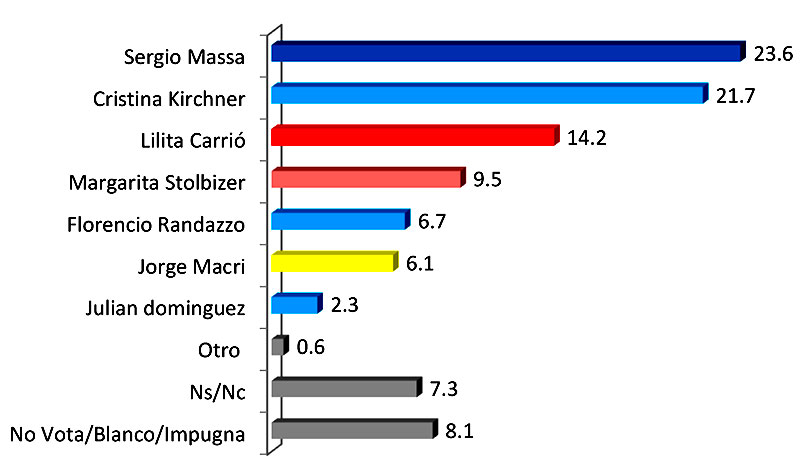 Sergio Massa 23.6
Cristina Kirchner 21.7
Lilita Carrió 14.2
Margarita Stolbizer 9.5
Florencio Randazzo 6.7
Jorge Macri 6.1
Julian dominguez 2.3
Otro 0.6
Ns/Nc 7.3
No Vota/Blanco/Impugna 8.1